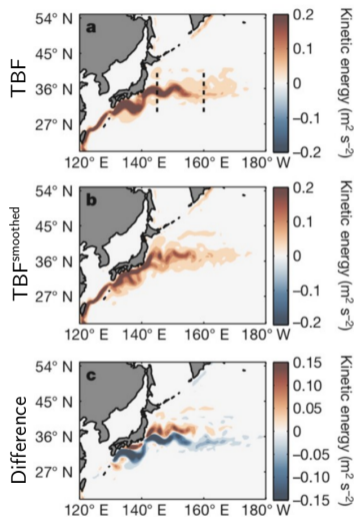 TBF
a
54° N
45° N
36° N
27° N
120° E 140° E 160° E 180° W
0.2
0.1
0
−0.1
−0.2
Kinetic energy (m² s⁻²)
TBFsmoothed
b
54° N
45° N
36° N
27° N
120° E 140° E 160° E 180° W
0.2
0.1
0
−0.1
−0.2
Kinetic energy (m² s⁻²)
Difference
c
54° N
45° N
36° N
27° N
120° E 140° E 160° E 180° W
0.15
0.10
0.05
0
−0.05
−0.10
−0.15
Kinetic energy (m² s⁻²)